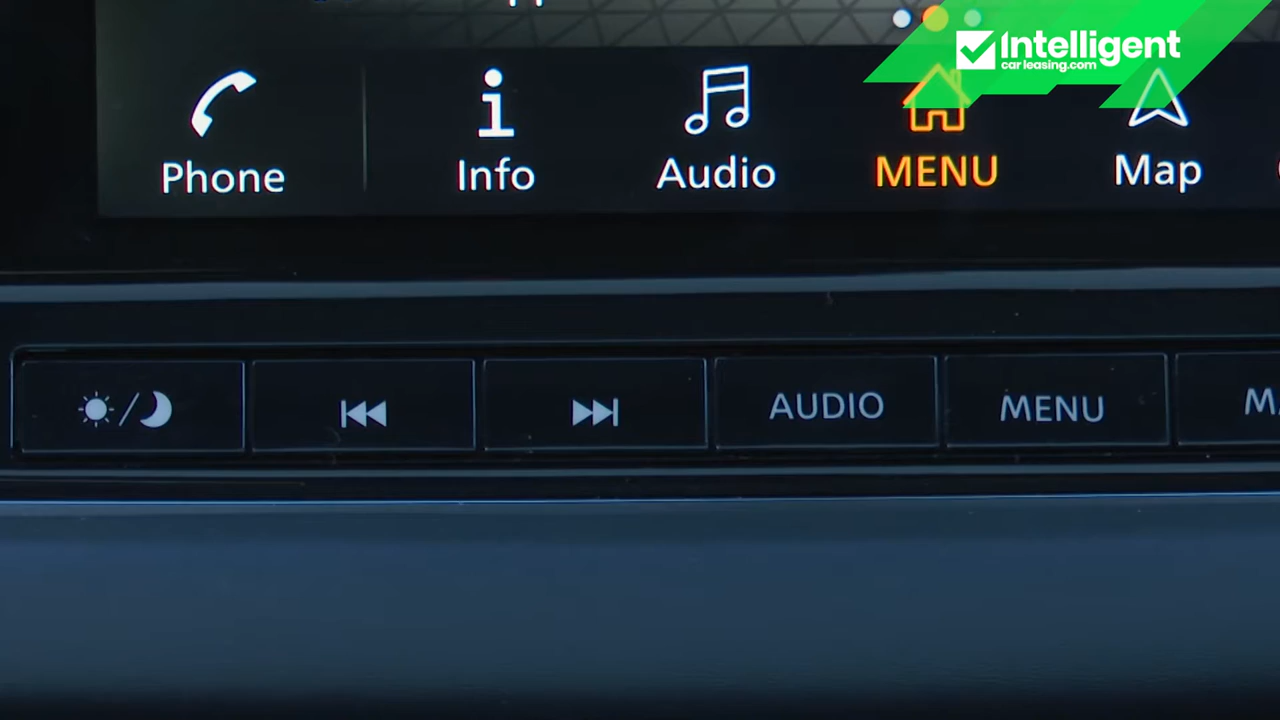 Intelligent
carleasing.com
Phone
Info
Audio
MENU
Map
AUDIO
MENU